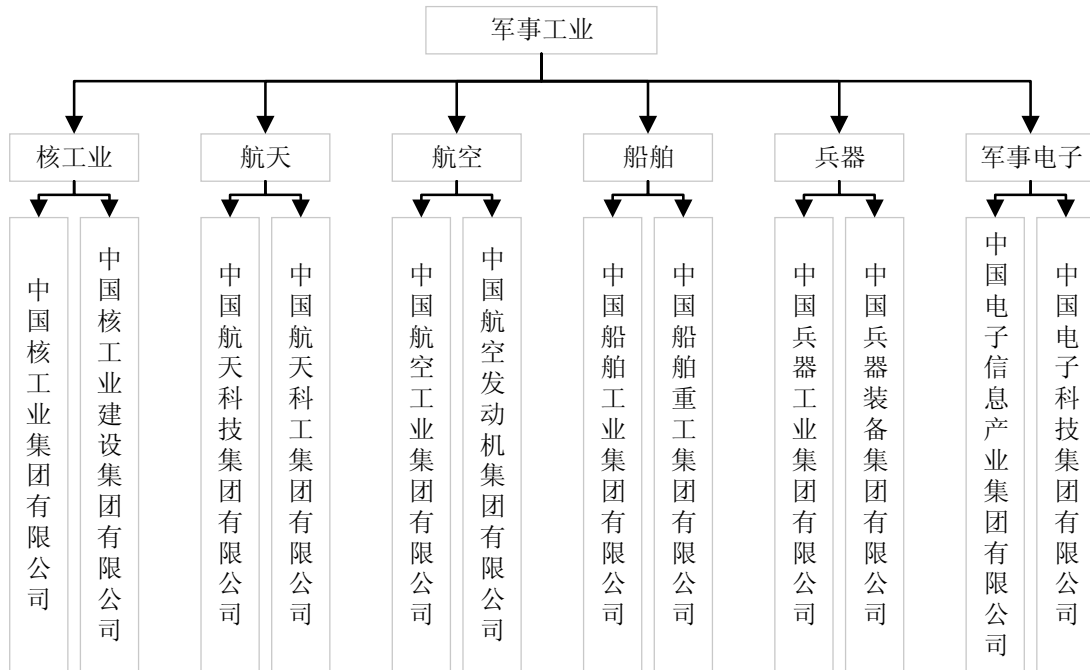 军事工业
核工业
航天
航空
船舶
兵器
军事电子
中国核工业集团有限公司
中国核工业建设集团有限公司
中国航天科技集团有限公司
中国航天科工集团有限公司
中国航空工业集团有限公司
中国航空发动机集团有限公司
中国船舶工业集团有限公司
中国船舶重工集团有限公司
中国兵器工业集团有限公司
中国兵器装备集团有限公司
中国电子信息产业集团有限公司
中国电子科技集团有限公司